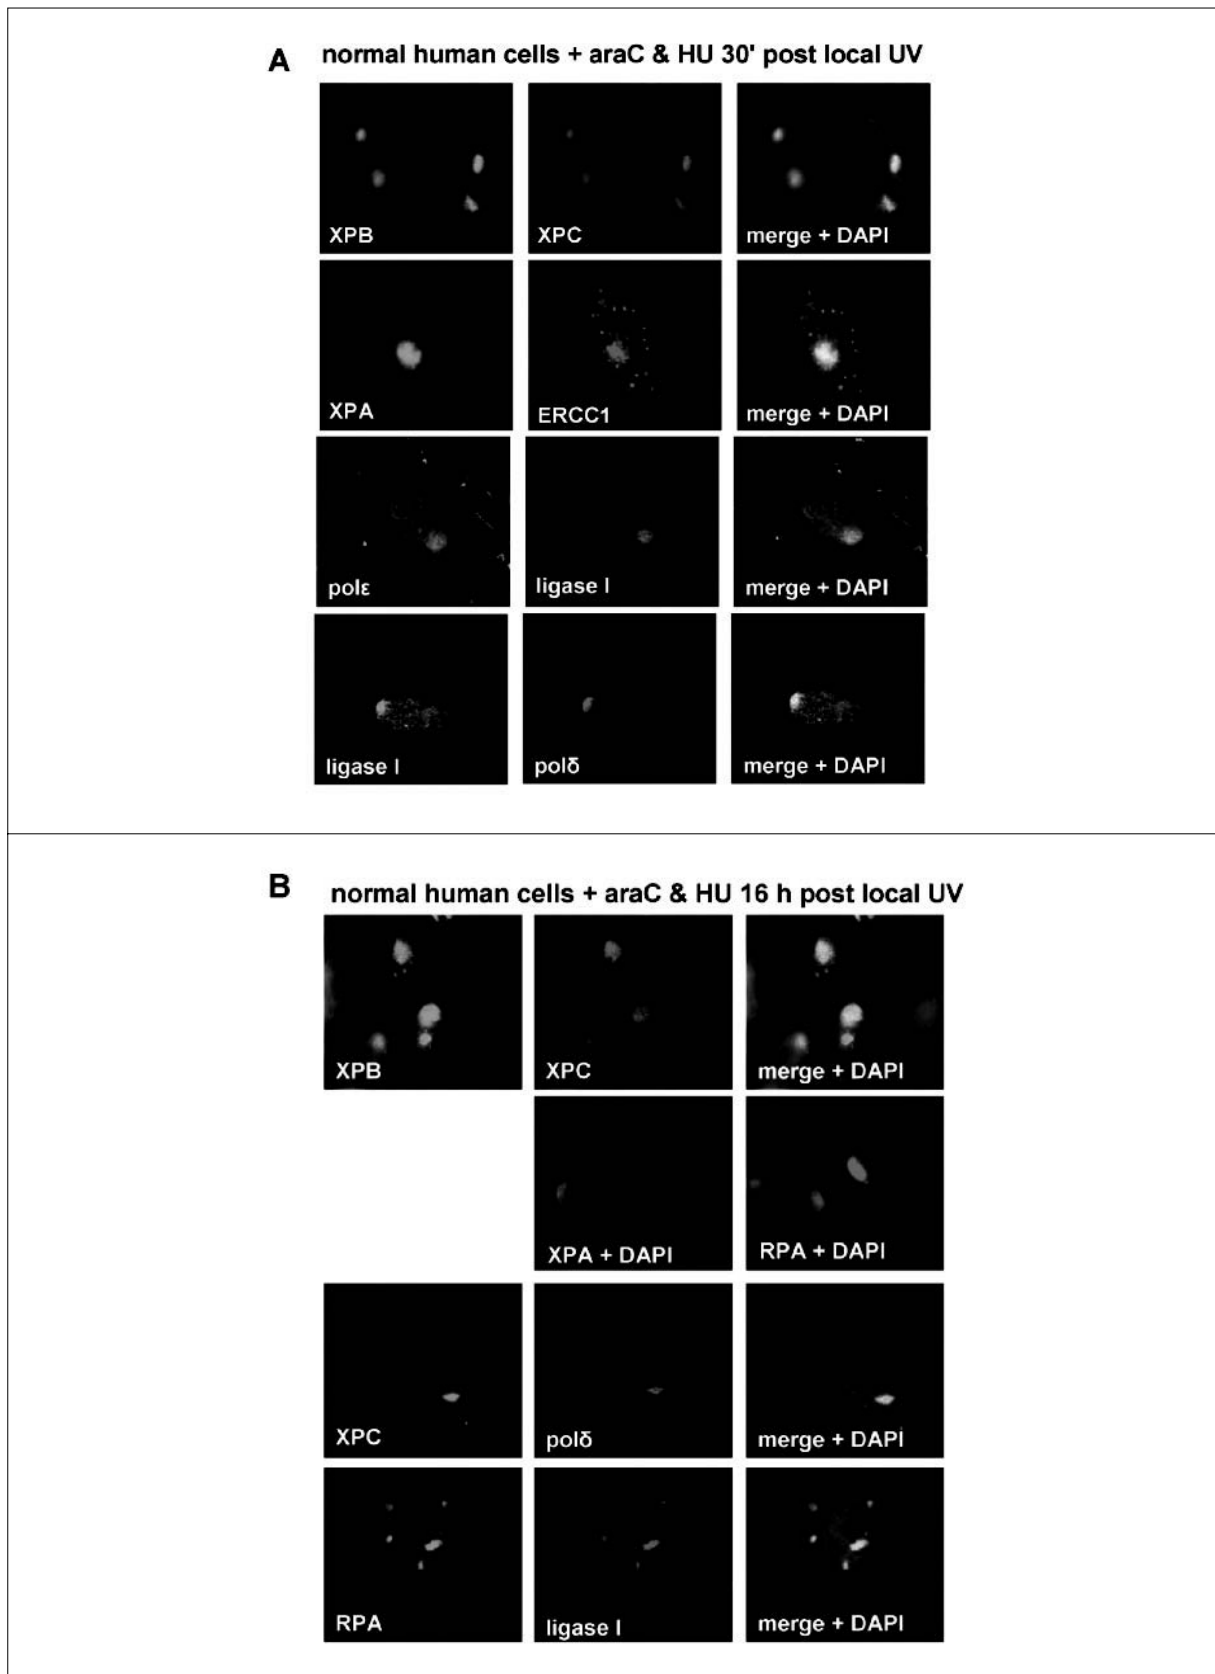 A normal human cells + araC & HU 30' post local UV
XPB XPC merge + DAPI
XPA ERCC1 merge + DAPI
polε ligase I merge + DAPI
ligase I polδ merge + DAPI
B normal human cells + araC & HU 16 h post local UV
XPB XPC merge + DAPI
XPA + DAPI RPA + DAPI
XPC polδ merge + DAPI
RPA ligase I merge + DAPI